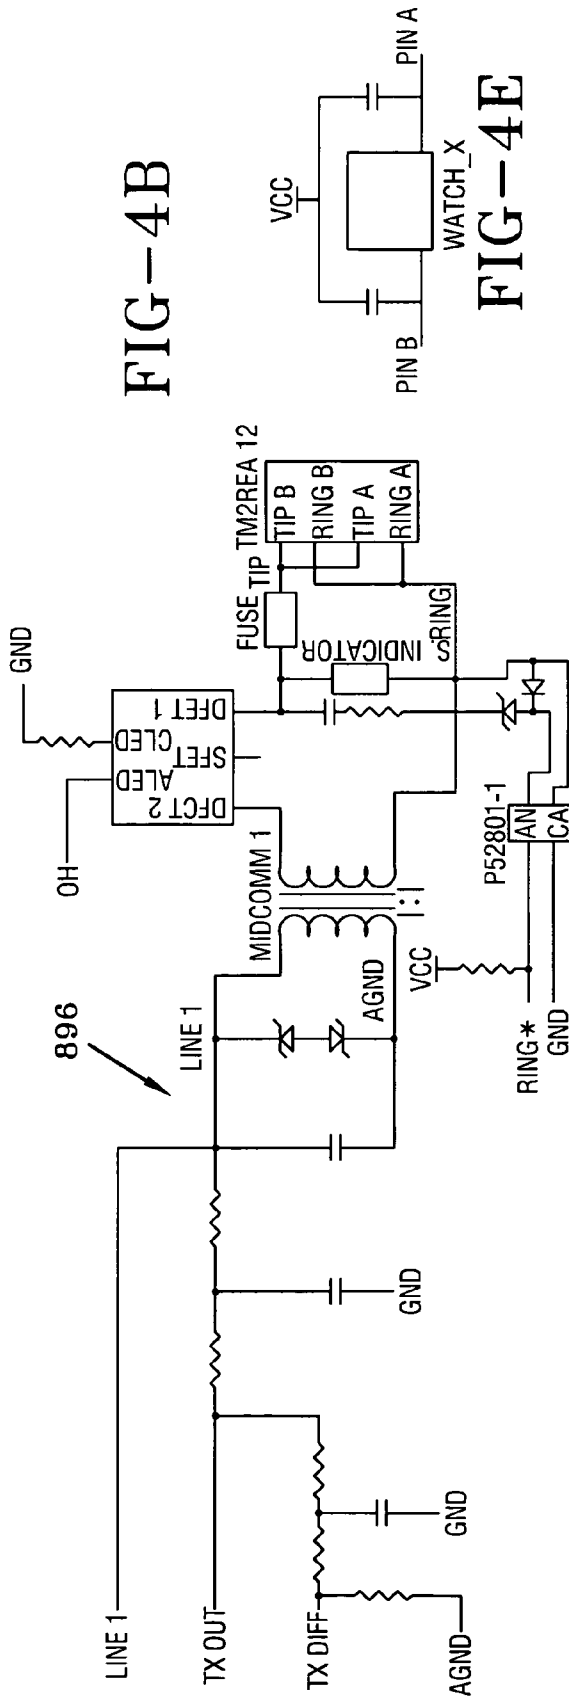 FIG-4B
896
LINE 1
TX OUT
TX DIFF
AGND
GND
GND
LINE 1
AGND
MIDCOMM 1
OH
GND
DFCT 2
ALED
SFET
CLED
DFET 1
FUSE
TIP
S. INDICATOR
RING
TM2REA 12
TIP B
RING B
TIP A
RING A
VCC
RING*
GND
P52801-1
AN
CA
VCC
PIN B
PIN A
WATCH_X
FIG-4E